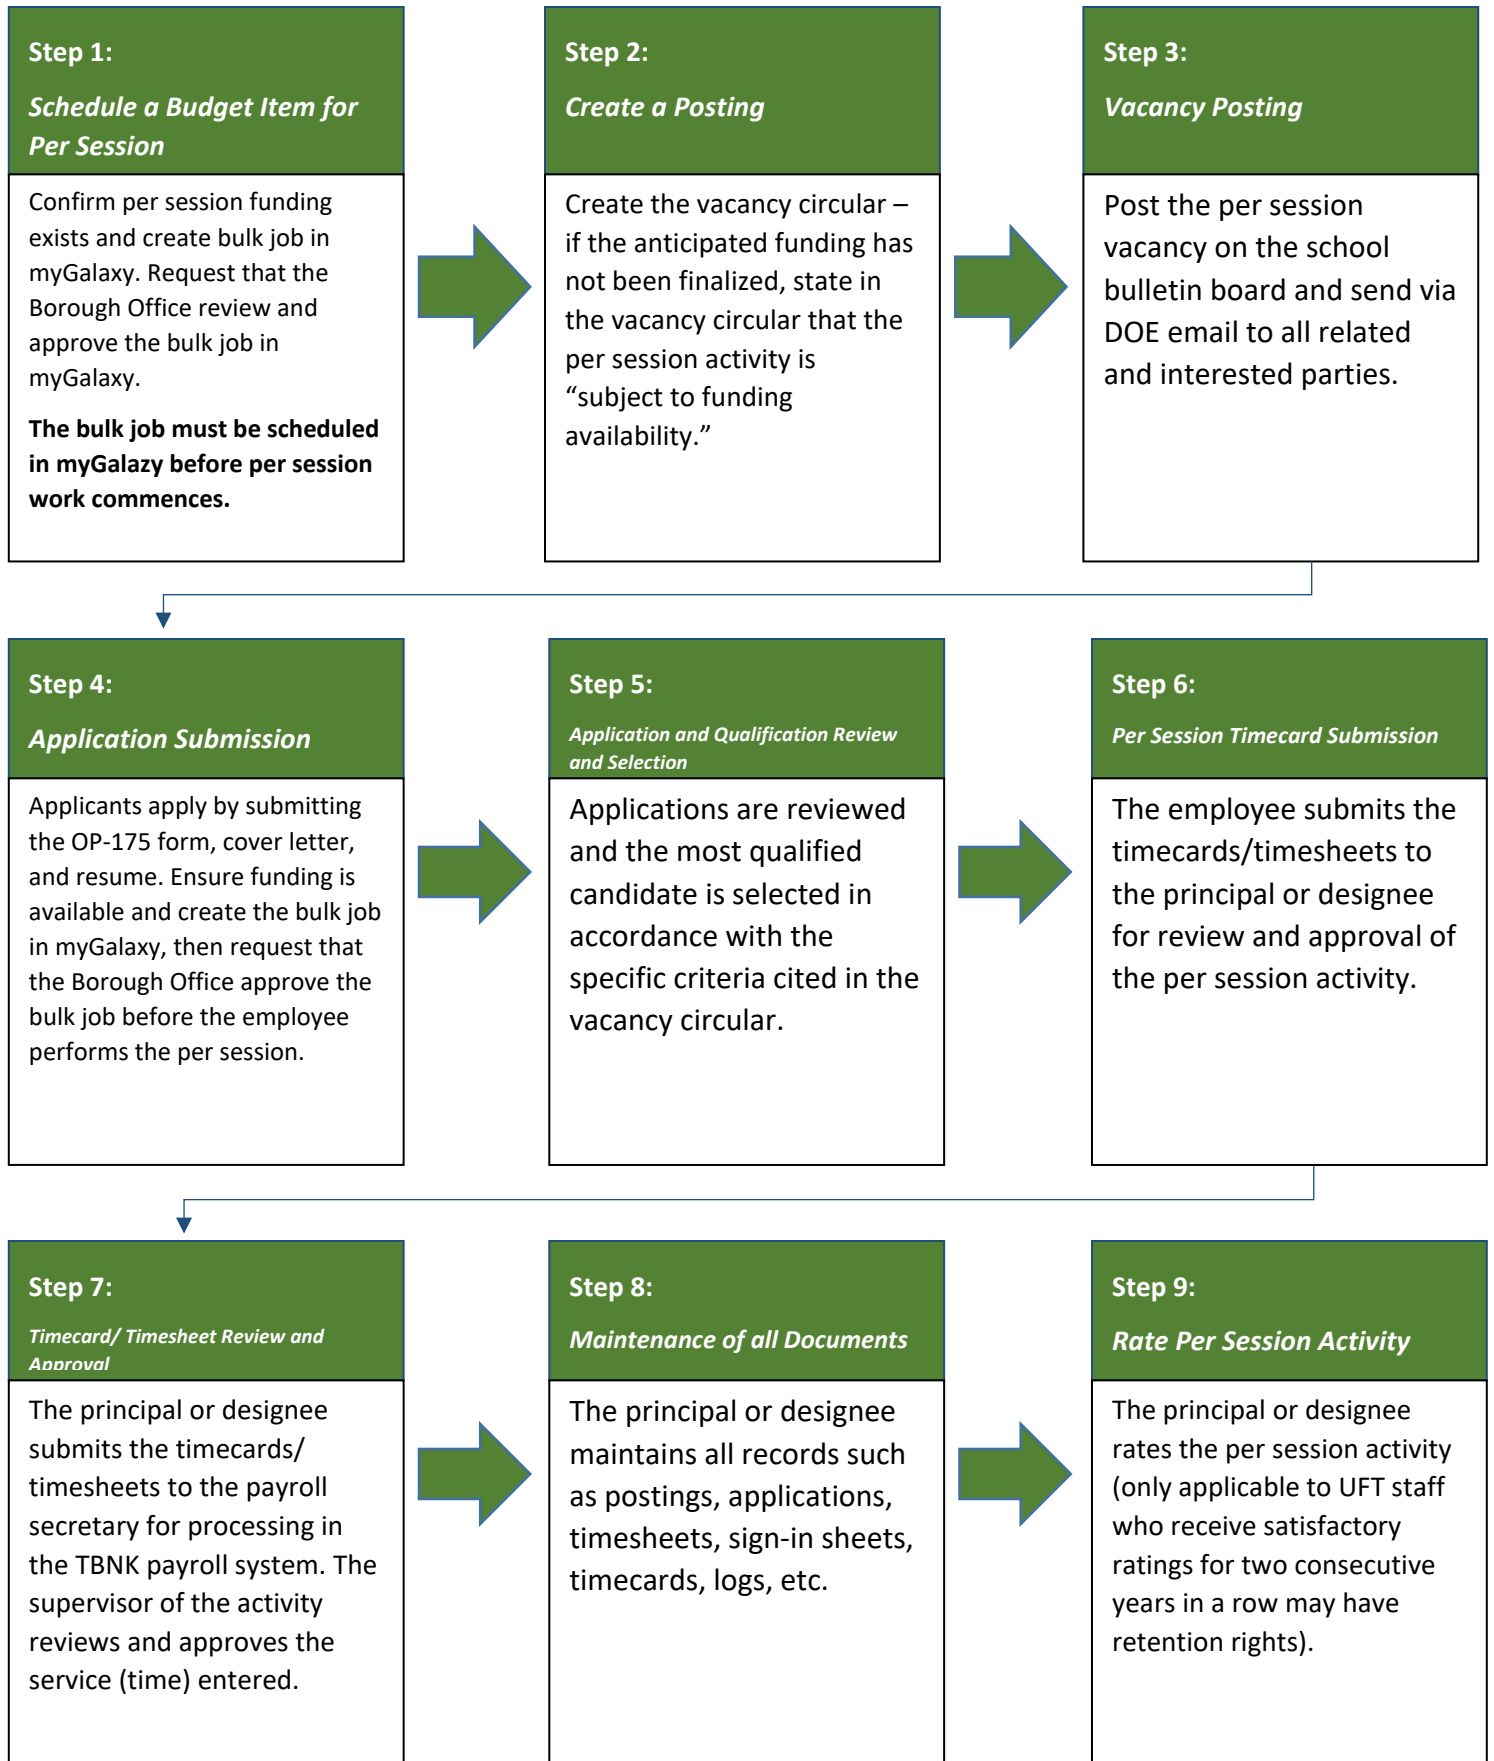 Step 1:
Schedule a Budget Item for
Per Session
Confirm per session funding
exists and create bulk job in
myGalaxy. Request that the
Borough Office review and
approve the bulk job in
myGalaxy.
The bulk job must be scheduled
in myGalazy before per session
work commences.
Step 2:
Create a Posting
Create the vacancy circular –
if the anticipated funding has
not been finalized, state in
the vacancy circular that the
per session activity is
“subject to funding
availability.”
Step 3:
Vacancy Posting
Post the per session
vacancy on the school
bulletin board and send via
DOE email to all related
and interested parties.
Step 4:
Application Submission
Applicants apply by submitting
the OP-175 form, cover letter,
and resume. Ensure funding is
available and create the bulk job
in myGalaxy, then request that
the Borough Office approve the
bulk job before the employee
performs the per session.
Step 5:
Application and Qualification Review
and Selection
Applications are reviewed
and the most qualified
candidate is selected in
accordance with the
specific criteria cited in the
vacancy circular.
Step 6:
Per Session Timecard Submission
The employee submits the
timecards/timesheets to
the principal or designee
for review and approval of
the per session activity.
Step 7:
Timecard/ Timesheet Review and
Approval
The principal or designee
submits the timecards/
timesheets to the payroll
secretary for processing in
the TBNK payroll system. The
supervisor of the activity
reviews and approves the
service (time) entered.
Step 8:
Maintenance of all Documents
The principal or designee
maintains all records such
as postings, applications,
timesheets, sign-in sheets,
timecards, logs, etc.
Step 9:
Rate Per Session Activity
The principal or designee
rates the per session activity
(only applicable to UFT staff
who receive satisfactory
ratings for two consecutive
years in a row may have
retention rights).